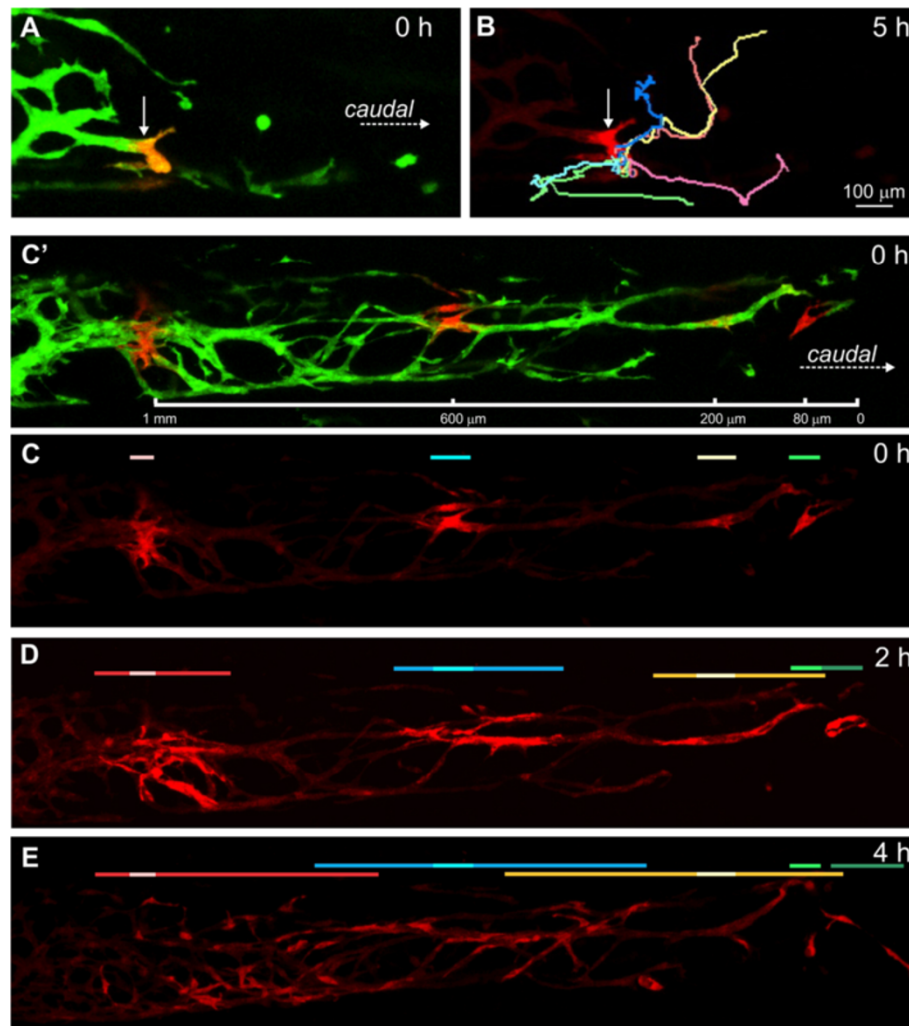 A
0 h
caudal
B
5 h
100 μm
C’
0 h
caudal
1 mm
600 μm
200 μm
80 μm
0
C
0 h
D
2 h
E
4 h